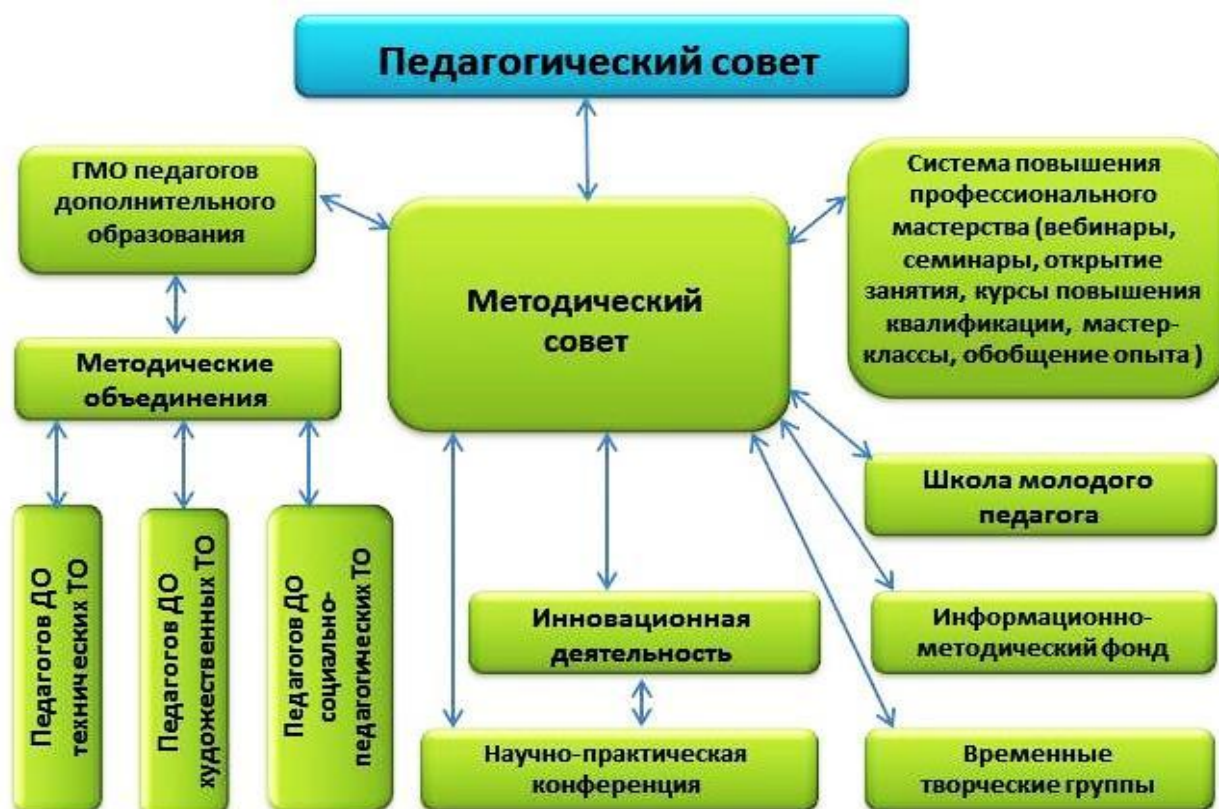 Педагогический совет
ГМО педагогов
дополнительного
образования
Система повышения
профессионального
мастерства (вебинары,
семинары, открытие
занятия, курсы повышения
квалификации, мастер-
классы, обобщение опыта )
Методический
совет
Методические
объединения
Школа молодого
педагога
Педагогов ДО
технических ТО
Педагогов ДО
художественных ТО
Педагогов ДО
социально-
педагогических ТО
Инновационная
деятельность
Информационно-
методический фонд
Научно-практическая
конференция
Временные
творческие группы